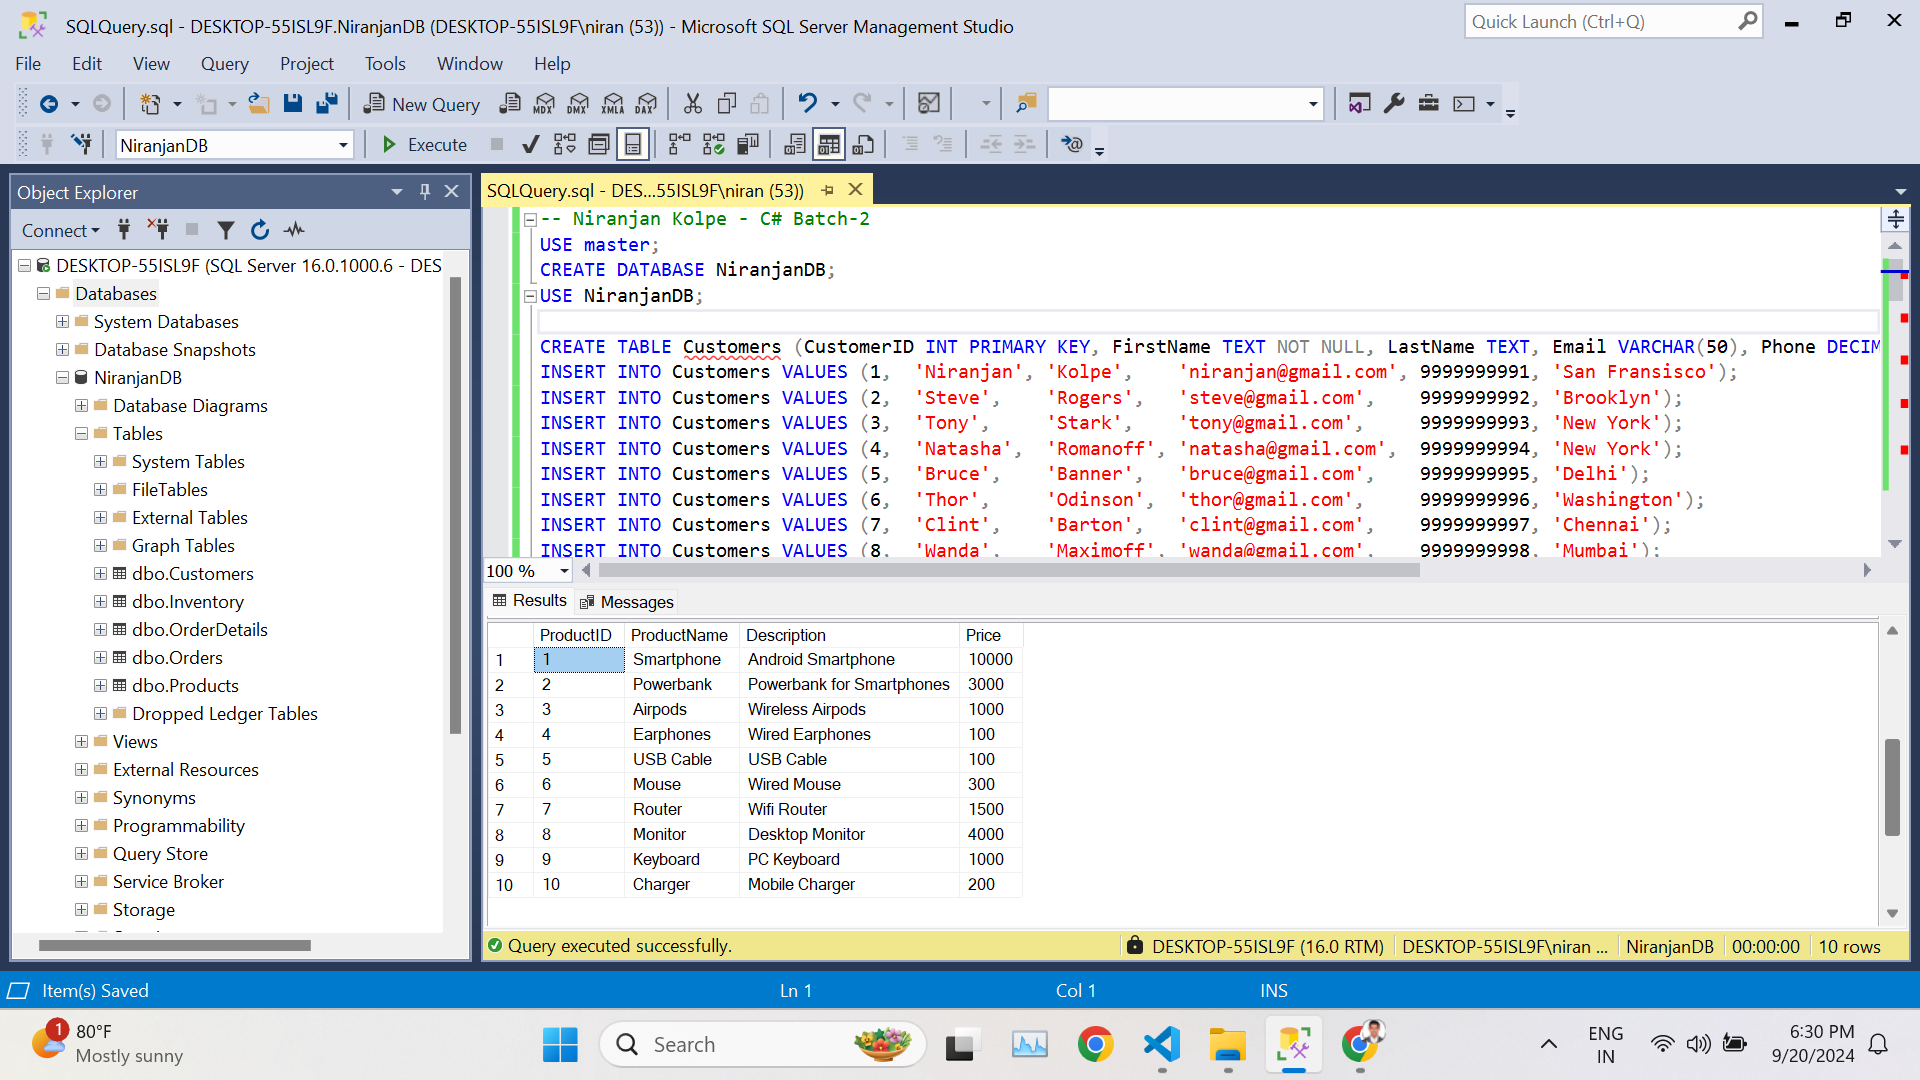 SQLQuery.sql - DESKTOP-55ISL9F.NiranjanDB (DESKTOP-55ISL9F\niran (53)) - Microsoft SQL Server Management Studio
Quick Launch (Ctrl+Q)
File Edit View Query Project Tools Window Help
New Query MDX DMX XMLA DAX
NiranjanDB Execute
Object Explorer
Connect
DESKTOP-55ISL9F (SQL Server 16.0.1000.6 - DES
Databases
System Databases
Database Snapshots
NiranjanDB
Database Diagrams
Tables
System Tables
FileTables
External Tables
Graph Tables
dbo.Customers
dbo.Inventory
dbo.OrderDetails
dbo.Orders
dbo.Products
Dropped Ledger Tables
Views
External Resources
Synonyms
Programmability
Query Store
Service Broker
Storage
SQLQuery.sql - DES...55ISL9F\niran (53))
-- Niranjan Kolpe - C# Batch-2
USE master;
CREATE DATABASE NiranjanDB;
USE NiranjanDB;
CREATE TABLE Customers (CustomerID INT PRIMARY KEY, FirstName TEXT NOT NULL, LastName TEXT, Email VARCHAR(50), Phone DECIM
INSERT INTO Customers VALUES (1, 'Niranjan', 'Kolpe', 'niranjan@gmail.com', 9999999991, 'San Fransisco');
INSERT INTO Customers VALUES (2, 'Steve', 'Rogers', 'steve@gmail.com', 9999999992, 'Brooklyn');
INSERT INTO Customers VALUES (3, 'Tony', 'Stark', 'tony@gmail.com', 9999999993, 'New York');
INSERT INTO Customers VALUES (4, 'Natasha', 'Romanoff', 'natasha@gmail.com', 9999999994, 'New York');
INSERT INTO Customers VALUES (5, 'Bruce', 'Banner', 'bruce@gmail.com', 9999999995, 'Delhi');
INSERT INTO Customers VALUES (6, 'Thor', 'Odinson', 'thor@gmail.com', 9999999996, 'Washington');
INSERT INTO Customers VALUES (7, 'Clint', 'Barton', 'clint@gmail.com', 9999999997, 'Chennai');
INSERT INTO Customers VALUES (8, 'Wanda', 'Maximoff', 'wanda@gmail.com', 9999999998, 'Mumbai');
100 %
Results Messages
ProductID ProductName Description Price
1 1 Smartphone Android Smartphone 10000
2 2 Powerbank Powerbank for Smartphones 3000
3 3 Airpods Wireless Airpods 1000
4 4 Earphones Wired Earphones 100
5 5 USB Cable USB Cable 100
6 6 Mouse Wired Mouse 300
7 7 Router Wifi Router 1500
8 8 Monitor Desktop Monitor 4000
9 9 Keyboard PC Keyboard 1000
10 10 Charger Mobile Charger 200
Query executed successfully. DESKTOP-55ISL9F (16.0 RTM) DESKTOP-55ISL9F\niran ... NiranjanDB 00:00:00 10 rows
Item(s) Saved Ln 1 Col 1 INS
1 80°F
Mostly sunny
Search
ENG
IN
6:30 PM
9/20/2024